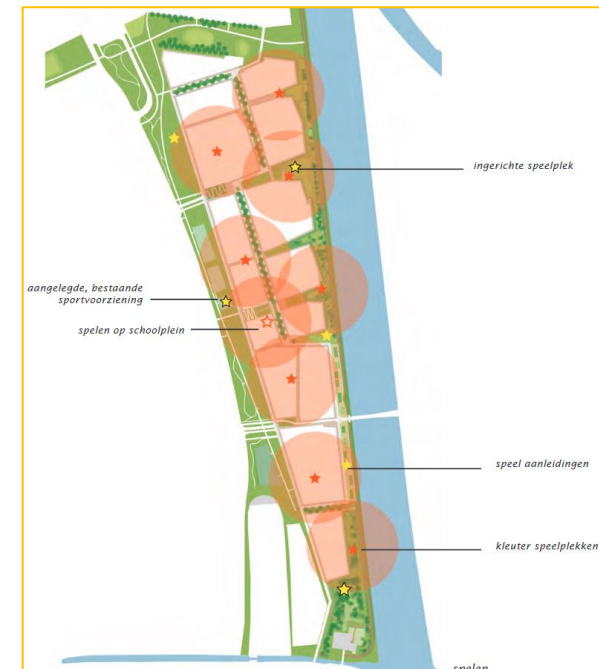 ingerichte speelplek
aangelegde, bestaande
sportvoorziening
spelen op schoolplein
speel aanleidingen
kleuter speelplekken
spelen